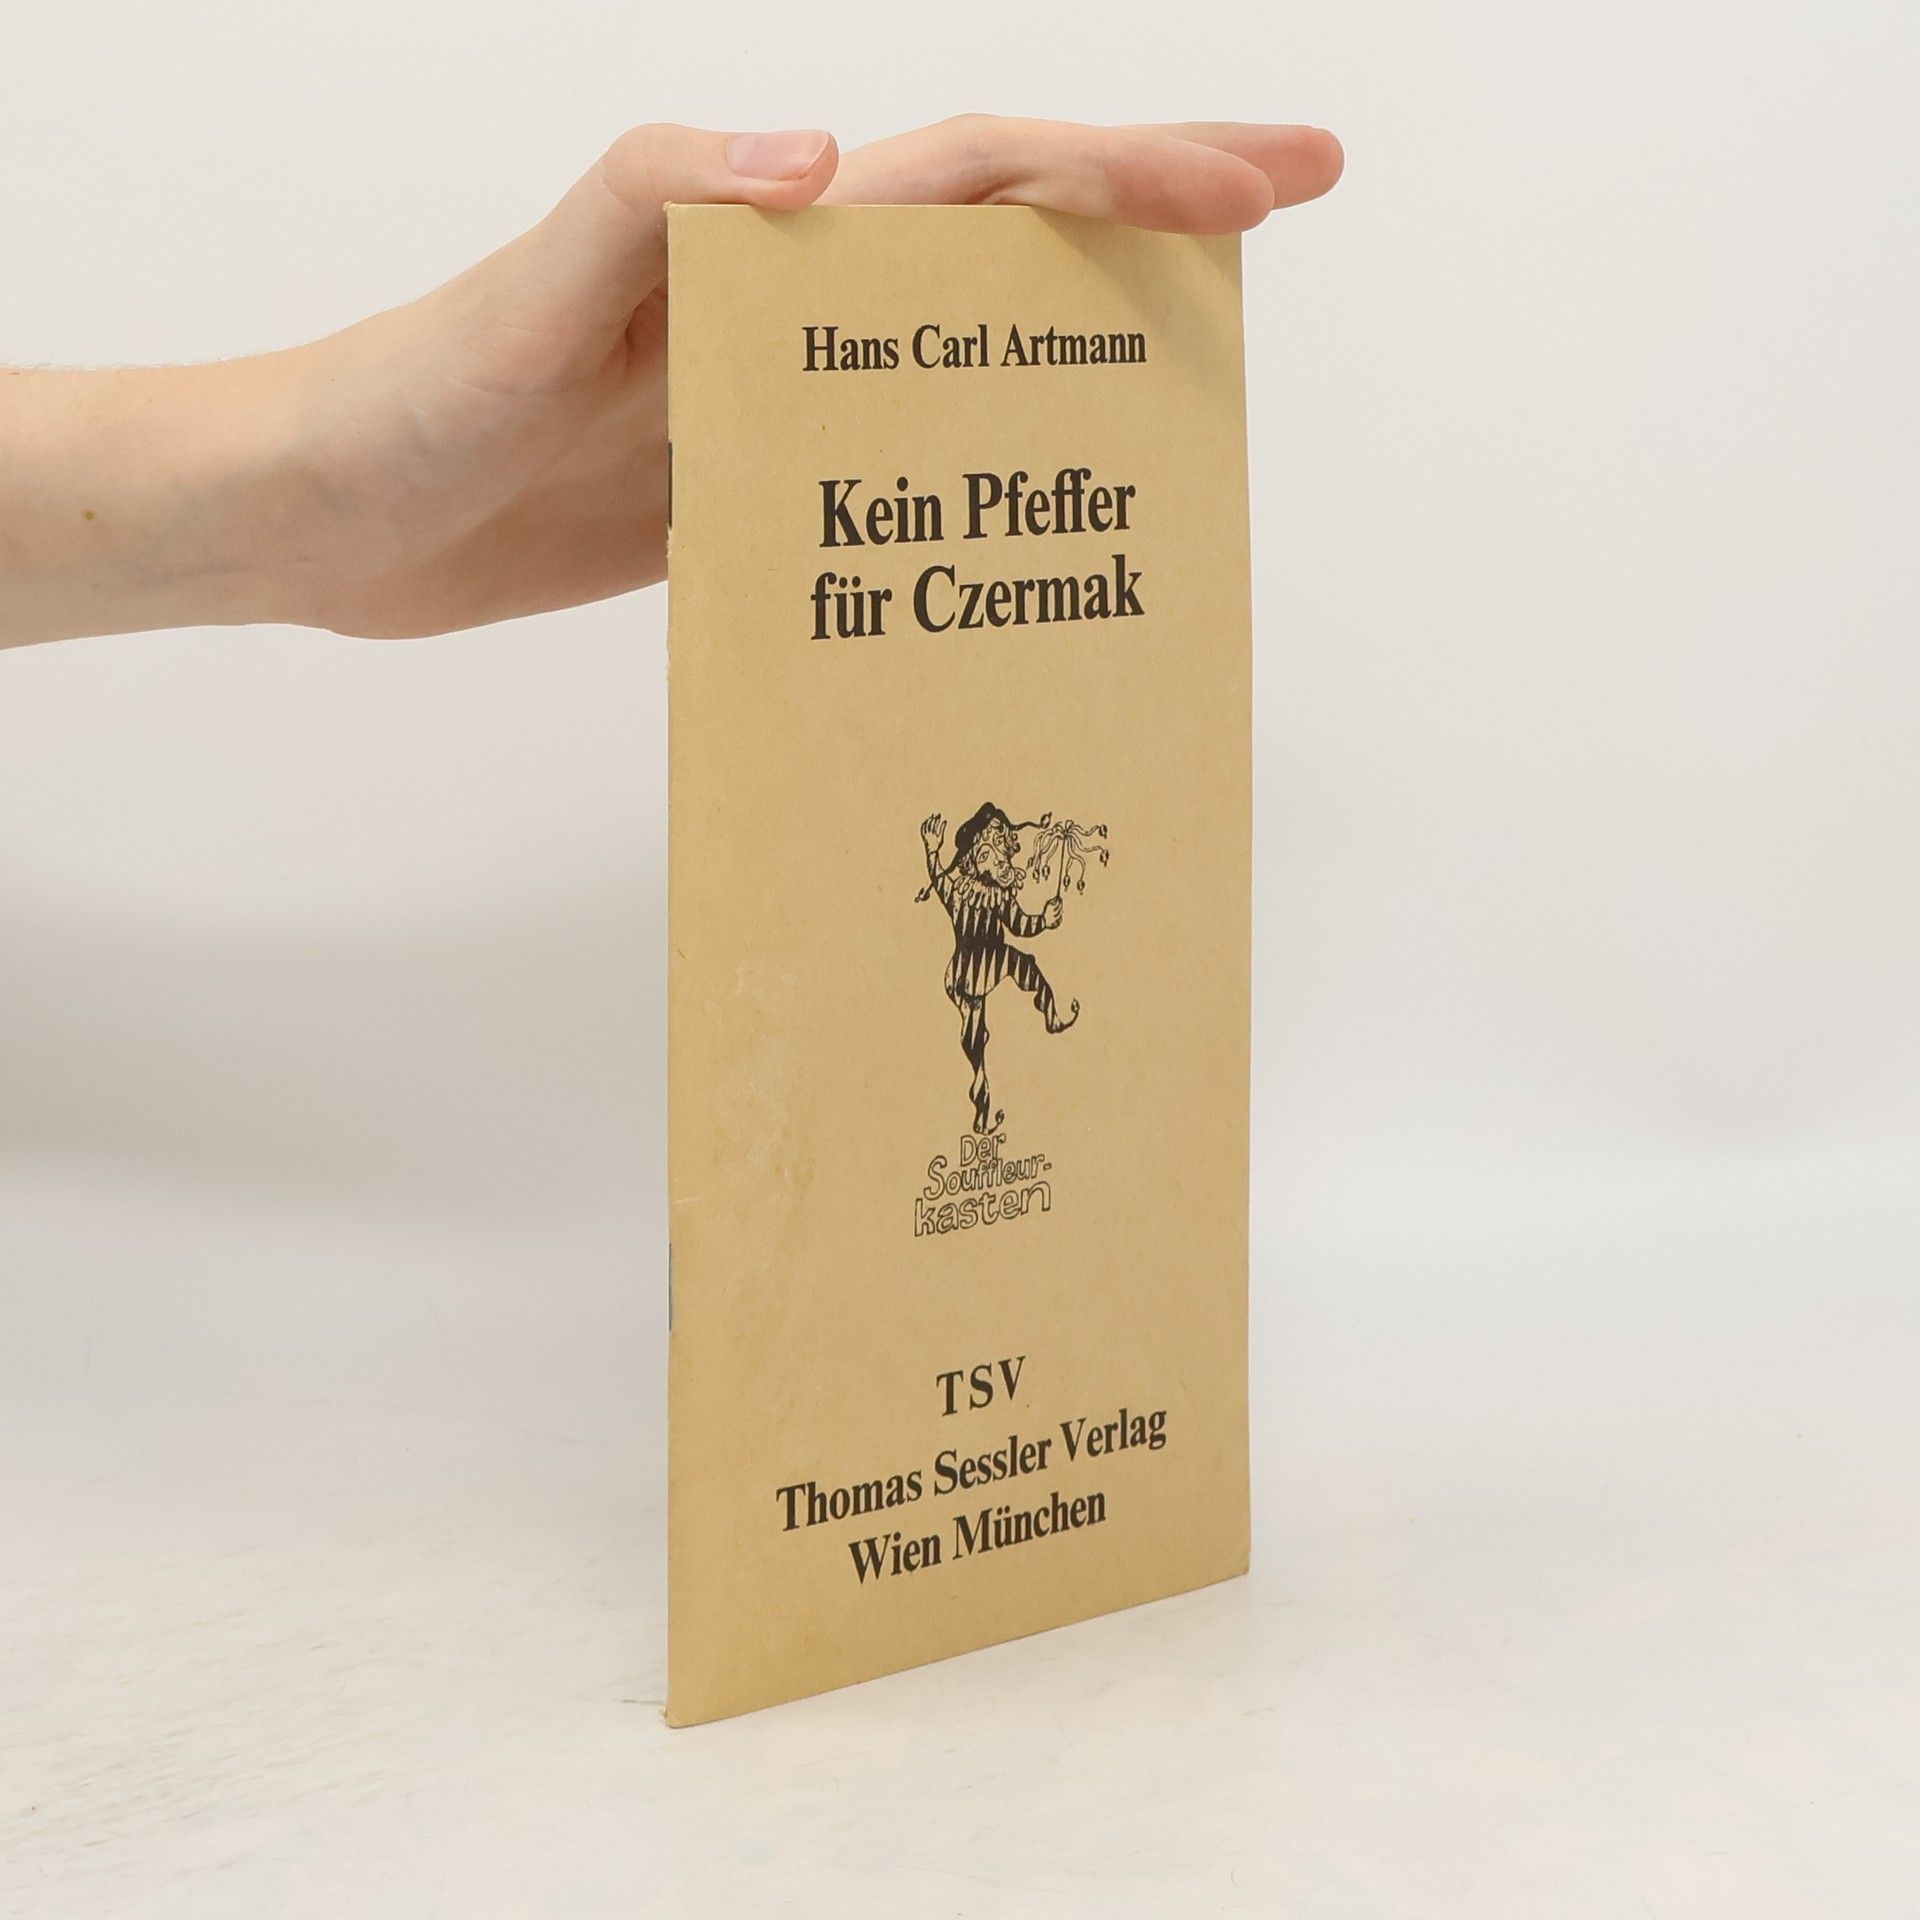 Hans Carl Artmann
Kein Pfeffer
für Czermak
Der
Souffleur-
kasten
TSV
Thomas Sessler Verlag
Wien München